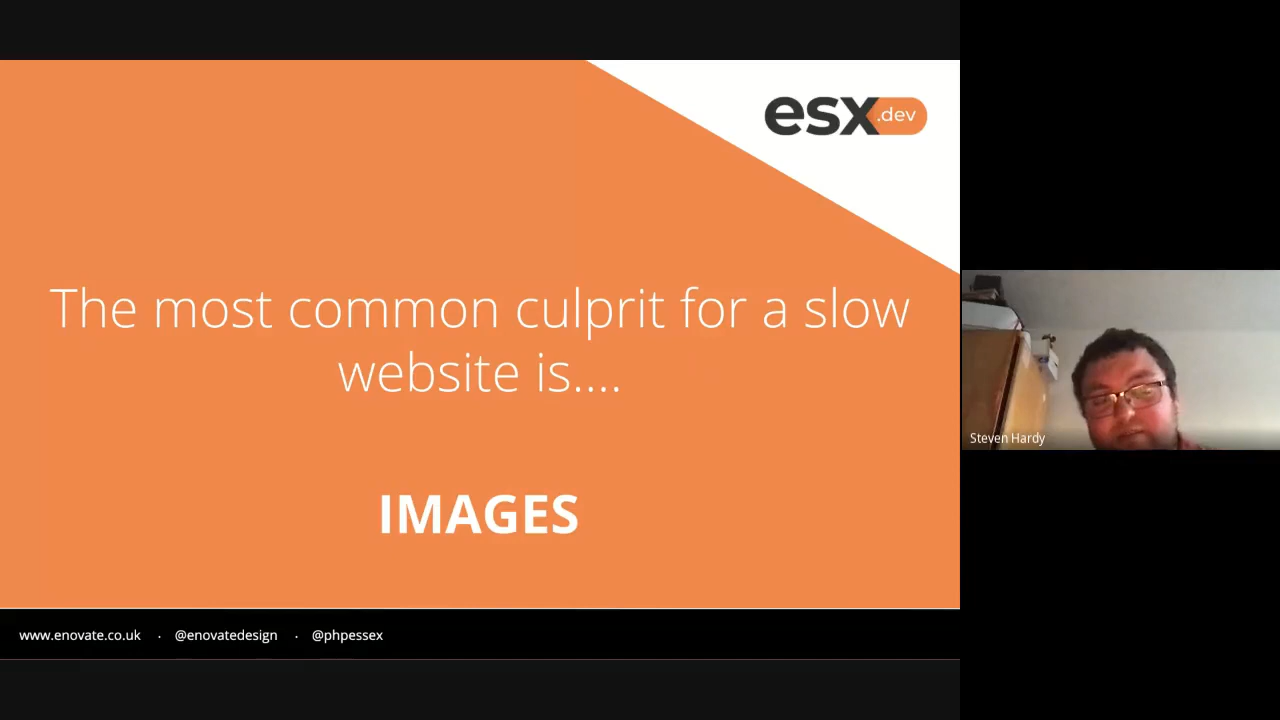 esx.dev
The most common culprit for a slow
website is....
IMAGES
Steven Hardy
www.enovate.co.uk · @enovatedesign · @phpessex